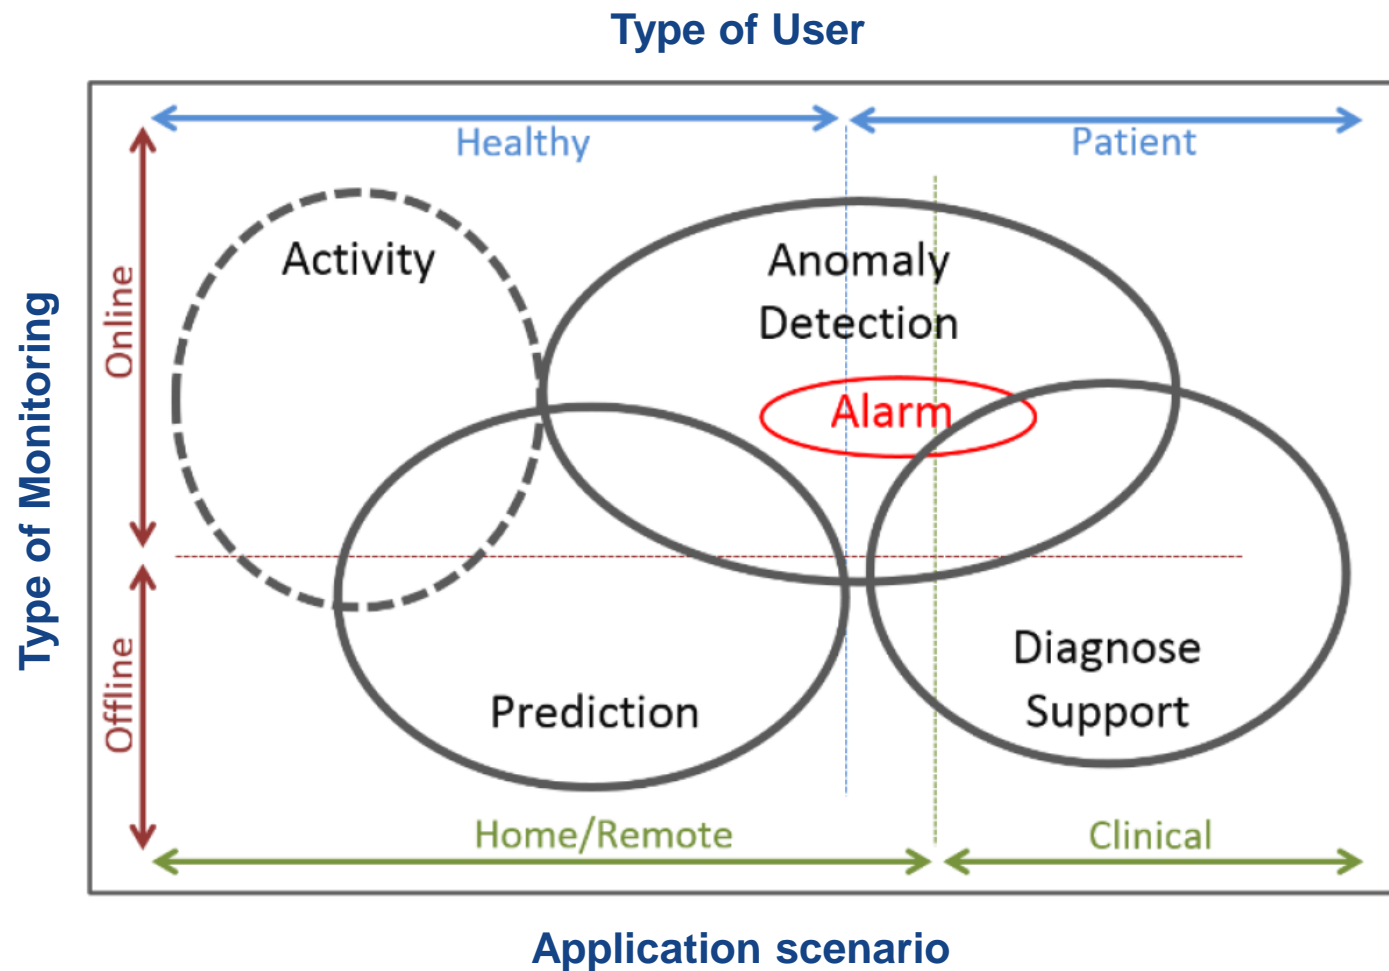 Type of User
Healthy
Patient
Type of Monitoring
Online
Activity
Anomaly
Detection
Alarm
Offline
Prediction
Diagnose
Support
Home/Remote
Clinical
Application scenario